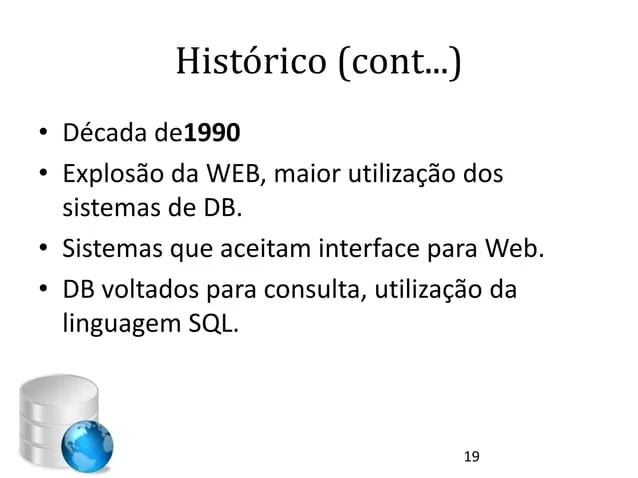 Histórico (cont...)
• Década de1990
• Explosão da WEB, maior utilização dos
sistemas de DB.
• Sistemas que aceitam interface para Web.
• DB voltados para consulta, utilização da
linguagem SQL.
19